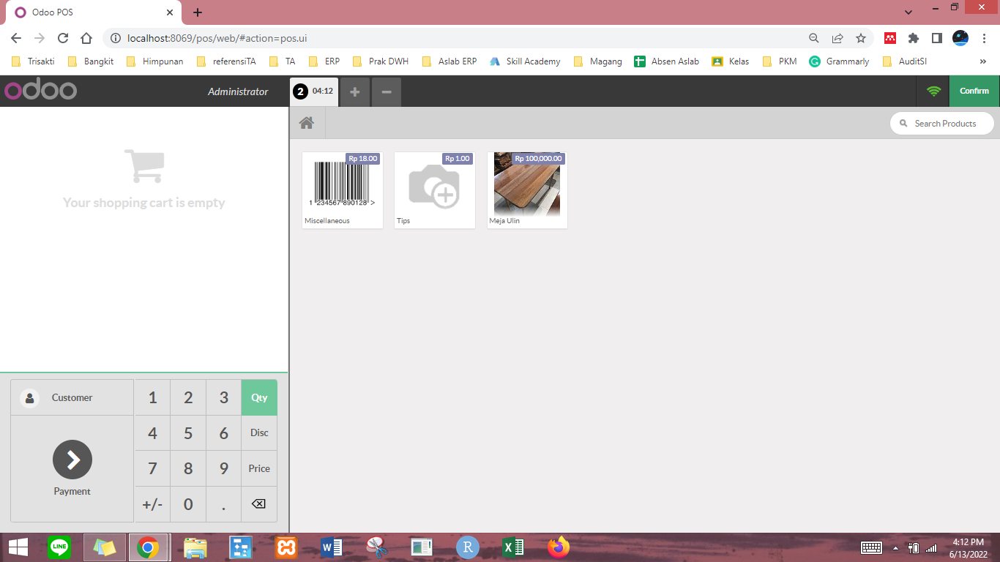 Odoo POS
localhost:8069/pos/web/#action=pos.ui
Trisakti Bangkit Himpunan referensiTA TA ERP Prak DWH Aslab ERP Skill Academy Magang Absen Aslab Kelas PKM Grammarly AuditSI »
odoo Administrator 2 04:12 + − Confirm
Search Products
Your shopping cart is empty
Rp 18.00 Rp 1.00 Rp 100,000.00
1 234567 890128 >
Miscellaneous Tips Meja Ulin
Customer 1 2 3 Qty
4 5 6 Disc
Payment 7 8 9 Price
+/- 0 .
LINE
4:12 PM
6/13/2022